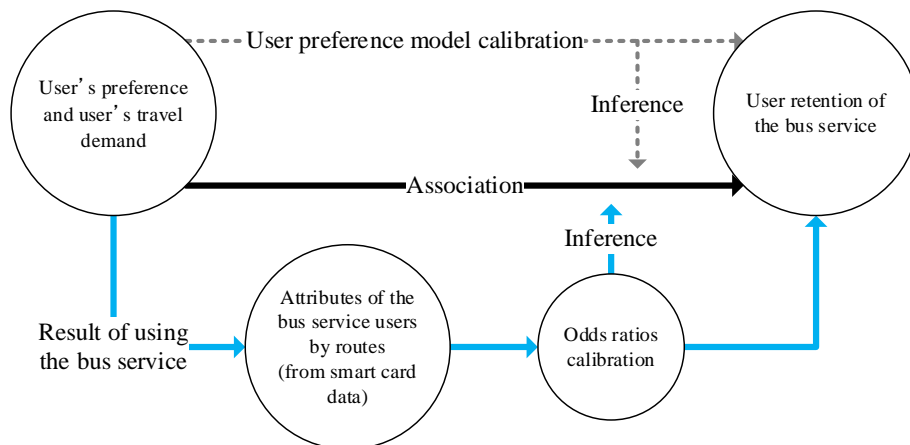 User preference model calibration
User's preference
and user's travel
demand
Inference
User retention of
the bus service
Association
Inference
Attributes of the
bus service users
by routes
(from smart card
data)
Result of using
the bus service
Odds ratios
calibration